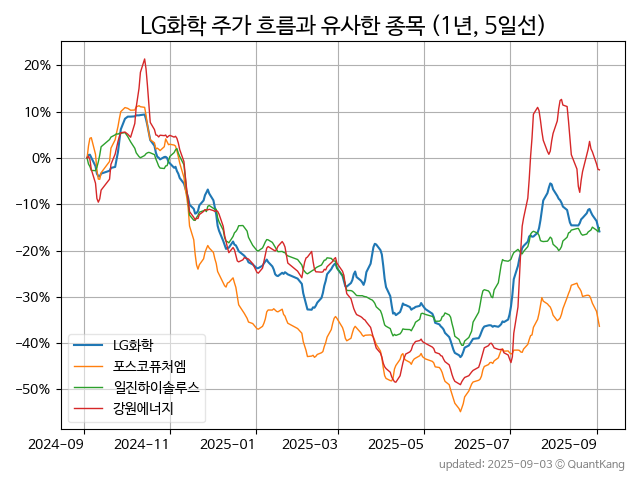 LG화학 주가 흐름과 유사한 종목 (1년, 5일선)
20%
10%
0%
−10%
−20%
−30%
−40%
−50%
LG화학
포스코퓨처엠
일진하이솔루스
강원에너지
2024-09
2024-11
2025-01
2025-03
2025-05
2025-07
2025-09
updated: 2025-09-03 © QuantKang